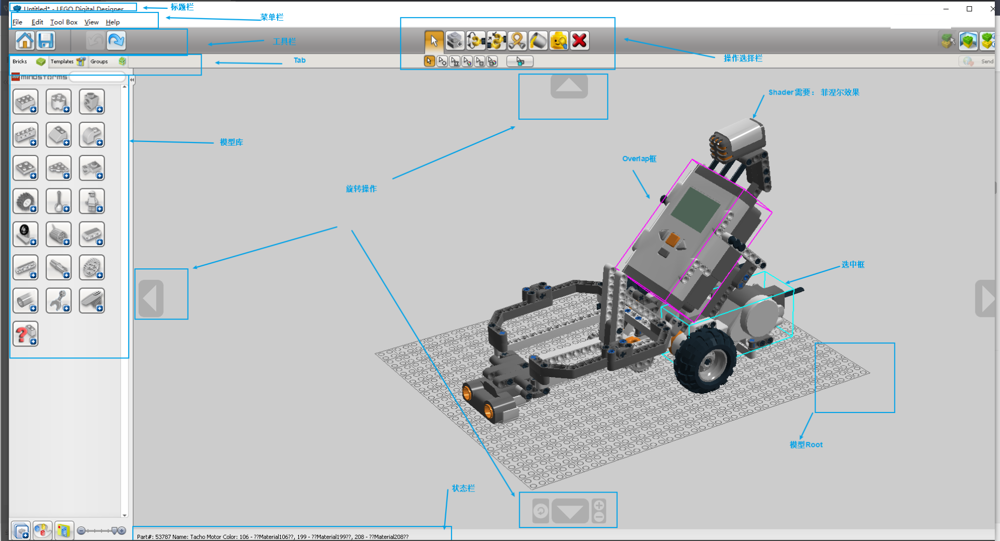 Untitled* - LEGO Digital Designer
标题栏
菜单栏
File Edit Tool Box View Help
工具栏
操作选择栏
Bricks Templates Groups
Tab
Send
mindstorms
Shader需要： 菲涅尔效果
模型库
Overlap框
旋转操作
选中框
模型Root
状态栏
Part#: 53787 Name: Tacho Motor Color: 106 - ??Material106??, 199 - ??Material199??, 208 - ??Material208??